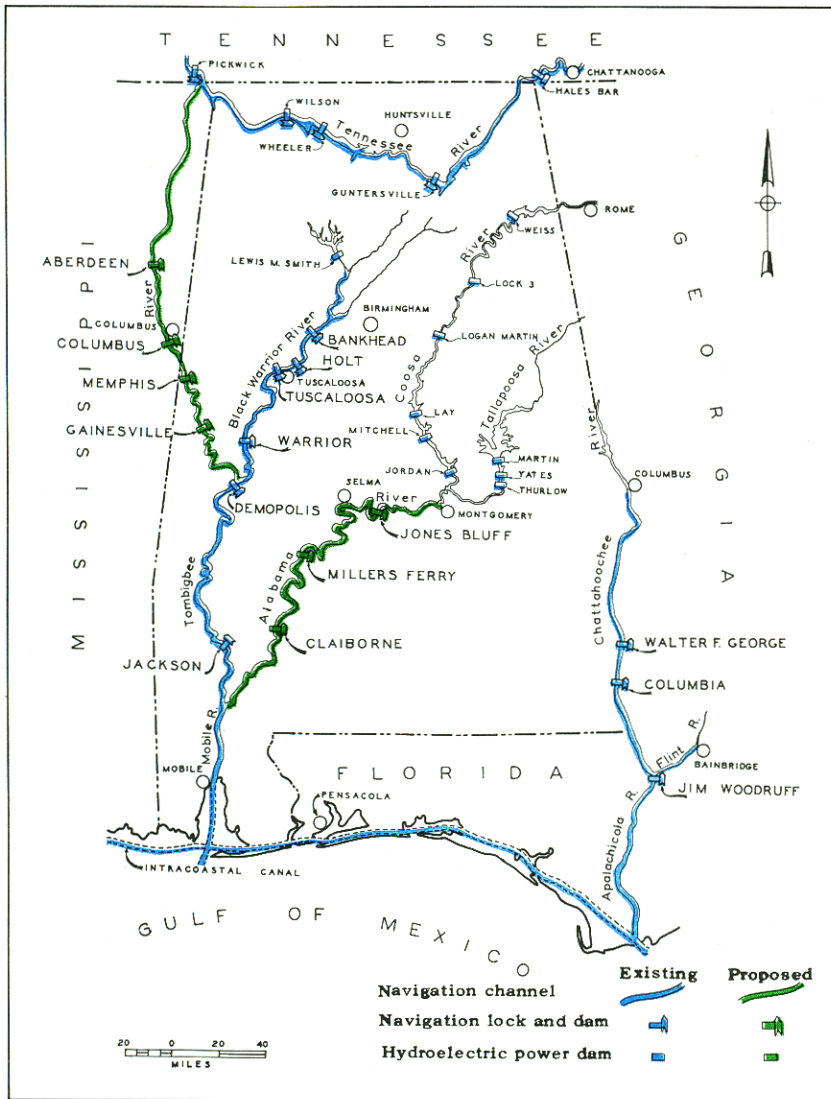 TENNESSEE
PICKWICK
CHATTANOOGA
HALES BAR
WILSON
HUNTSVILLE
Tennessee River
WHEELER
GUNTERSVILLE
ROME
WEISS
LEWIS M. SMITH
River
GEORGIA
MISSISSIPPI
ABERDEEN
LOCK 3
River
COLUMBUS
COLUMBUS
BIRMINGHAM
BANKHEAD
LOGAN MARTIN
River
Black Warrior River
HOLT
MEMPHIS
TUSCALOOSA
TUSCALOOSA
Coosa
Tallapoosa
GAINESVILLE
LAY
WARRIOR
MITCHELL
MARTIN
River
JORDAN
YATES
THURLOW
COLUMBUS
SELMA
River
DEMOPOLIS
MONTGOMERY
JONES BLUFF
MILLERS FERRY
Tombigbee
Alabama
Chattahoochee
CLAIBORNE
WALTER F. GEORGE
JACKSON
COLUMBIA
Mobile R.
Flint R.
BAINBRIDGE
MOBILE
FLORIDA
JIM WOODRUFF
PENSACOLA
Apalachicola R.
INTRACOASTAL CANAL
GULF OF MEXICO
Existing Proposed
Navigation channel
Navigation lock and dam
Hydroelectric power dam
20 0 20 40
MILES